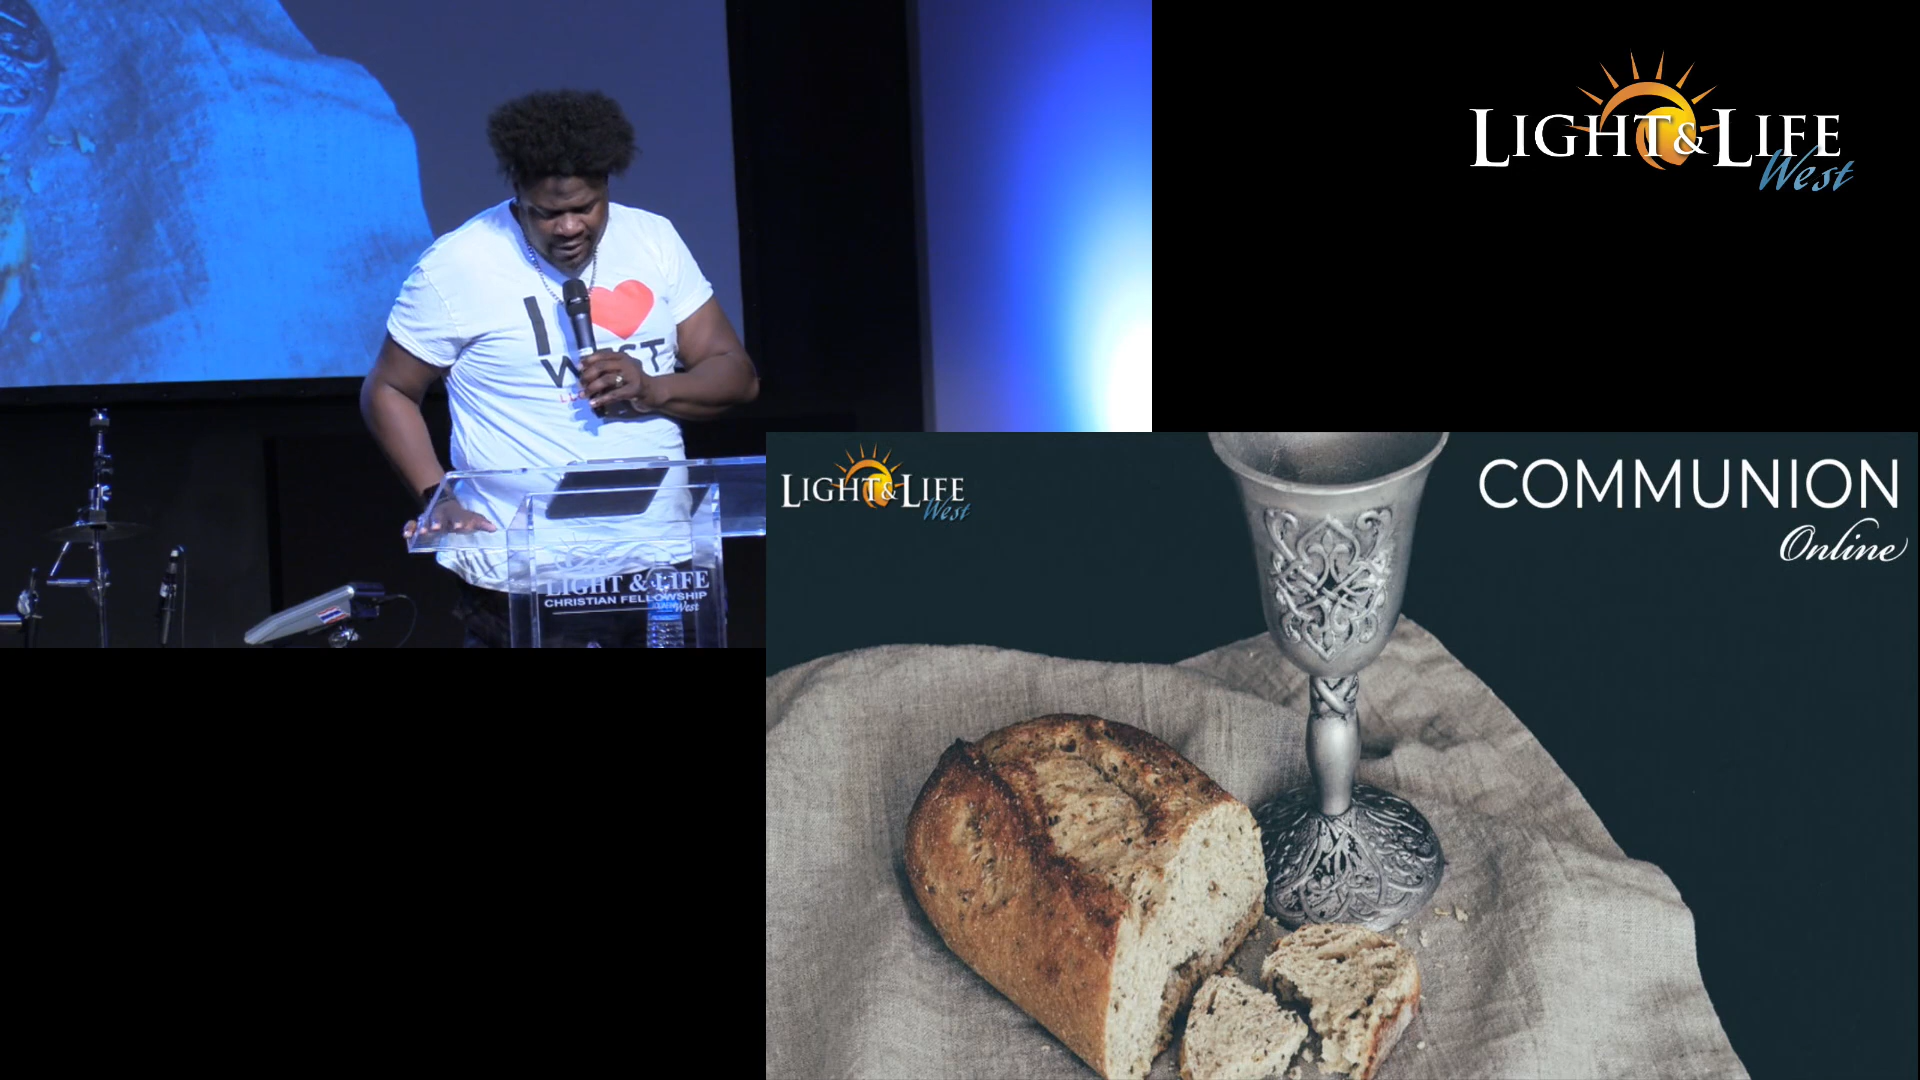 LIGHT & LIFE
West
I
WEST
LIGHT & LIFE
CHRISTIAN FELLOWSHIP
West
LIGHT & LIFE
West
COMMUNION
Online